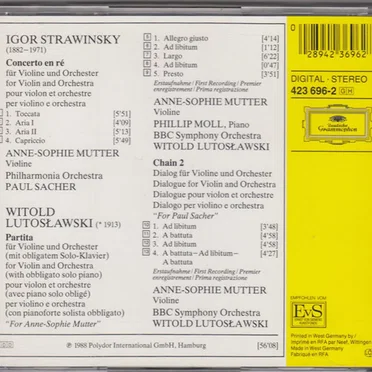 IGOR STRAWINSKY
(1882–1971)
Concerto en ré
für Violine und Orchester
for Violin and Orchestra
pour violon et orchestre
per violino e orchestra
1 Toccata [5'51]
2 Aria I [4'09]
3 Aria II [5'13]
4 Capriccio [5'49]
ANNE-SOPHIE MUTTER
Violine
Philharmonia Orchestra
PAUL SACHER
WITOLD
LUTOSŁAWSKI (* 1913)
Partita
für Violine und Orchester
(mit obligatem Solo-Klavier)
for Violin and Orchestra
(with obbligato solo piano)
pour violon et orchestre
(avec piano solo obligé)
per violino e orchestra
(con pianoforte solista obbligato)
"For Anne-Sophie Mutter"
5 1. Allegro giusto [4'14]
6 2. Ad libitum [1'12]
7 3. Largo [6'22]
8 4. Ad libitum [0'47]
9 5. Presto [3'51]
Erstaufnahme / First Recording / Premier
enregistrement / Prima registrazione
ANNE-SOPHIE MUTTER
Violine
PHILLIP MOLL, Piano
BBC Symphony Orchestra
WITOLD LUTOSŁAWSKI
Chain 2
Dialog für Violine und Orchester
Dialogue for Violin and Orchestra
Dialogue pour violon et orchestre
Dialogo per violino e orchestra
"For Paul Sacher"
10 1. Ad libitum [3'48]
11 2. A battuta [4'58]
12 3. Ad libitum [4'58]
13 4. A battuta – Ad libitum –
A battuta [4'27]
Erstaufnahme / First Recording / Premier
enregistrement / Prima registrazione
ANNE-SOPHIE MUTTER
Violine
BBC Symphony Orchestra
WITOLD LUTOSŁAWSKI
℗ 1988 Polydor International GmbH, Hamburg
[56'08]
0
28942 36962
DIGITAL · STEREO
423 696-2 GH
Deutsche
Grammophon
EMPFOHLEN VOM
EvS
Printed in West Germany by /
Imprimé en RFA par Neef, Wittingen
Made in West Germany
Fabriqué en RFA